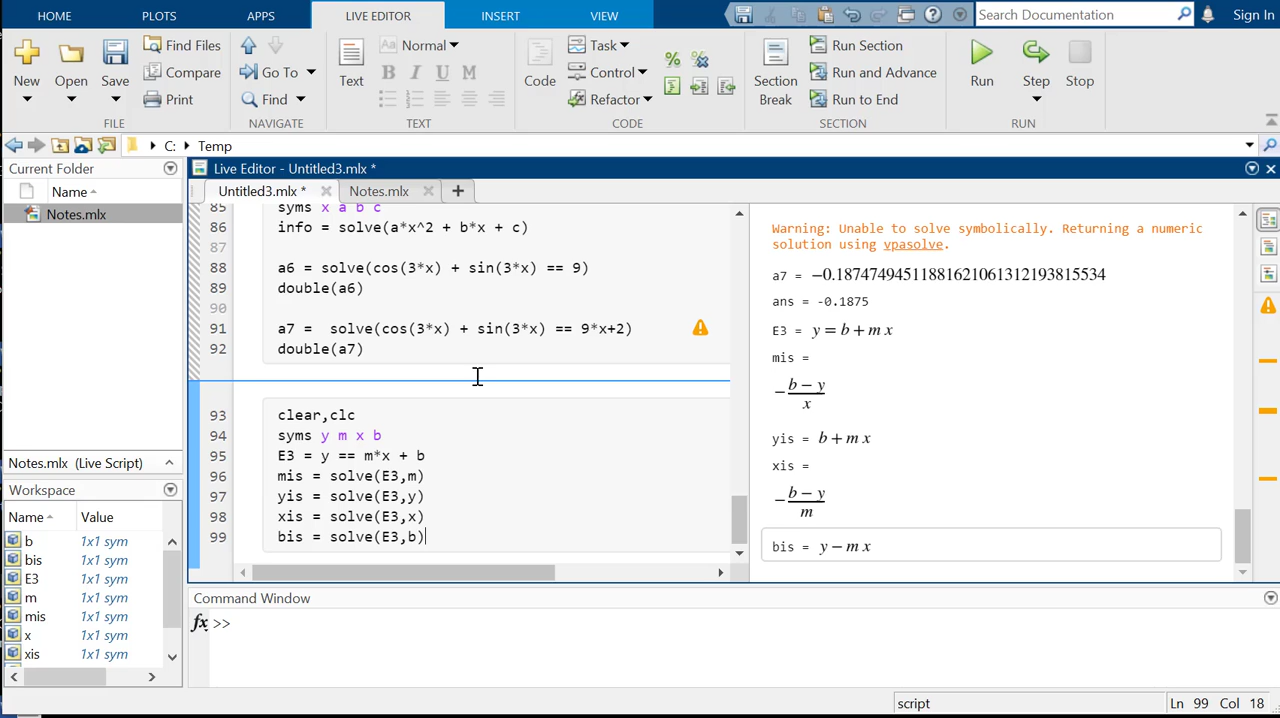 HOME PLOTS APPS LIVE EDITOR INSERT VIEW Search Documentation Sign In
New Open Save Find Files Compare Print
FILE
Go To Find
NAVIGATE
Text Aa Normal B I U M
TEXT
Code Task Control Refactor
CODE
Section Break Run Section Run and Advance Run to End
SECTION
Run Step Stop
RUN
C: Temp
Current Folder
Name
Notes.mlx
Notes.mlx (Live Script)
Workspace
Name Value
b 1x1 sym
bis 1x1 sym
E3 1x1 sym
m 1x1 sym
mis 1x1 sym
x 1x1 sym
xis 1x1 sym
Live Editor - Untitled3.mlx *
Untitled3.mlx * Notes.mlx
85 syms x a b c
86 info = solve(a*x^2 + b*x + c)
87
88 a6 = solve(cos(3*x) + sin(3*x) == 9)
89 double(a6)
90
91 a7 =  solve(cos(3*x) + sin(3*x) == 9*x+2)
92 double(a7)
93 clear,clc
94 syms y m x b
95 E3 = y == m*x + b
96 mis = solve(E3,m)
97 yis = solve(E3,y)
98 xis = solve(E3,x)
99 bis = solve(E3,b)
Warning: Unable to solve symbolically. Returning a numeric
solution using vpasolve.
a7 = −0.18747494511881621061312193815534
ans = -0.1875
E3 = y = b + m x
mis =
− b − y
x
yis = b + m x
xis =
− b − y
m
bis = y − m x
Command Window
fx >>
script Ln 99 Col 18